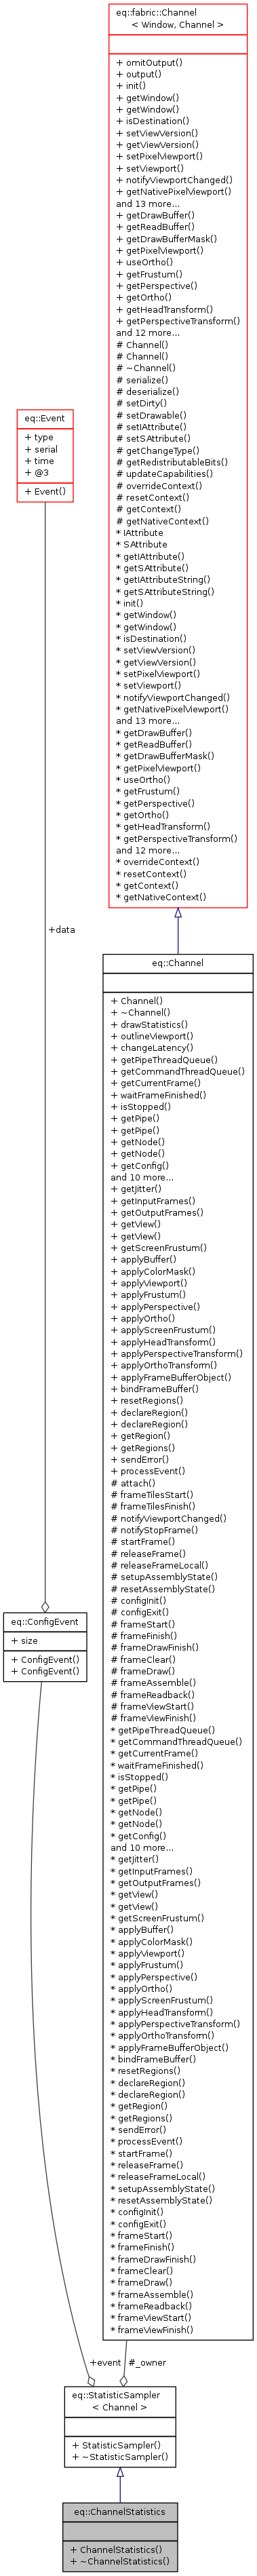 eq::fabric::Channel
< Window, Channel >
+ omitOutput()
+ output()
+ init()
+ getWindow()
+ getWindow()
+ isDestination()
+ setViewVersion()
+ getViewVersion()
+ setPixelViewport()
+ setViewport()
+ notifyViewportChanged()
+ getNativePixelViewport()
and 13 more...
+ getDrawBuffer()
+ getReadBuffer()
+ getDrawBufferMask()
+ getPixelViewport()
+ useOrtho()
+ getFrustum()
+ getPerspective()
+ getOrtho()
+ getHeadTransform()
+ getPerspectiveTransform()
and 12 more...
# Channel()
# Channel()
# ~Channel()
# serialize()
# deserialize()
# setDirty()
# setDrawable()
# setIAttribute()
# setSAttribute()
# getChangeType()
# getRedistributableBits()
# updateCapabilities()
# overrideContext()
# resetContext()
# getContext()
# getNativeContext()
* IAttribute
* SAttribute
* getIAttribute()
* getSAttribute()
* getIAttributeString()
* getSAttributeString()
* init()
* getWindow()
* getWindow()
* isDestination()
* setViewVersion()
* getViewVersion()
* setPixelViewport()
* setViewport()
* notifyViewportChanged()
* getNativePixelViewport()
and 13 more...
* getDrawBuffer()
* getReadBuffer()
* getDrawBufferMask()
* getPixelViewport()
* useOrtho()
* getFrustum()
* getPerspective()
* getOrtho()
* getHeadTransform()
* getPerspectiveTransform()
and 12 more...
* overrideContext()
* resetContext()
* getContext()
* getNativeContext()
eq::Event
+ type
+ serial
+ time
+ @3
+ Event()
+data
eq::Channel
+ Channel()
+ ~Channel()
+ drawStatistics()
+ outlineViewport()
+ changeLatency()
+ getPipeThreadQueue()
+ getCommandThreadQueue()
+ getCurrentFrame()
+ waitFrameFinished()
+ isStopped()
+ getPipe()
+ getPipe()
+ getNode()
+ getNode()
+ getConfig()
and 10 more...
+ getJitter()
+ getInputFrames()
+ getOutputFrames()
+ getView()
+ getView()
+ getScreenFrustum()
+ applyBuffer()
+ applyColorMask()
+ applyViewport()
+ applyFrustum()
+ applyPerspective()
+ applyOrtho()
+ applyScreenFrustum()
+ applyHeadTransform()
+ applyPerspectiveTransform()
+ applyOrthoTransform()
+ applyFrameBufferObject()
+ bindFrameBuffer()
+ resetRegions()
+ declareRegion()
+ declareRegion()
+ getRegion()
+ getRegions()
+ sendError()
+ processEvent()
# attach()
# frameTilesStart()
# frameTilesFinish()
# notifyViewportChanged()
# notifyStopFrame()
# startFrame()
# releaseFrame()
# releaseFrameLocal()
# setupAssemblyState()
# resetAssemblyState()
# configInit()
# configExit()
# frameStart()
# frameFinish()
# frameDrawFinish()
# frameClear()
# frameDraw()
# frameAssemble()
# frameReadback()
# frameViewStart()
# frameViewFinish()
* getPipeThreadQueue()
* getCommandThreadQueue()
* getCurrentFrame()
* waitFrameFinished()
* isStopped()
* getPipe()
* getPipe()
* getNode()
* getNode()
* getConfig()
and 10 more...
* getJitter()
* getInputFrames()
* getOutputFrames()
* getView()
* getView()
* getScreenFrustum()
* applyBuffer()
* applyColorMask()
* applyViewport()
* applyFrustum()
* applyPerspective()
* applyOrtho()
* applyScreenFrustum()
* applyHeadTransform()
* applyPerspectiveTransform()
* applyOrthoTransform()
* applyFrameBufferObject()
* bindFrameBuffer()
* resetRegions()
* declareRegion()
* declareRegion()
* getRegion()
* getRegions()
* sendError()
* processEvent()
* startFrame()
* releaseFrame()
* releaseFrameLocal()
* setupAssemblyState()
* resetAssemblyState()
* configInit()
* configExit()
* frameStart()
* frameFinish()
* frameDrawFinish()
* frameClear()
* frameDraw()
* frameAssemble()
* frameReadback()
* frameViewStart()
* frameViewFinish()
eq::ConfigEvent
+ size
+ ConfigEvent()
+ ConfigEvent()
+event
#_owner
eq::StatisticSampler
< Channel >
+ StatisticSampler()
+ ~StatisticSampler()
eq::ChannelStatistics
+ ChannelStatistics()
+ ~ChannelStatistics()